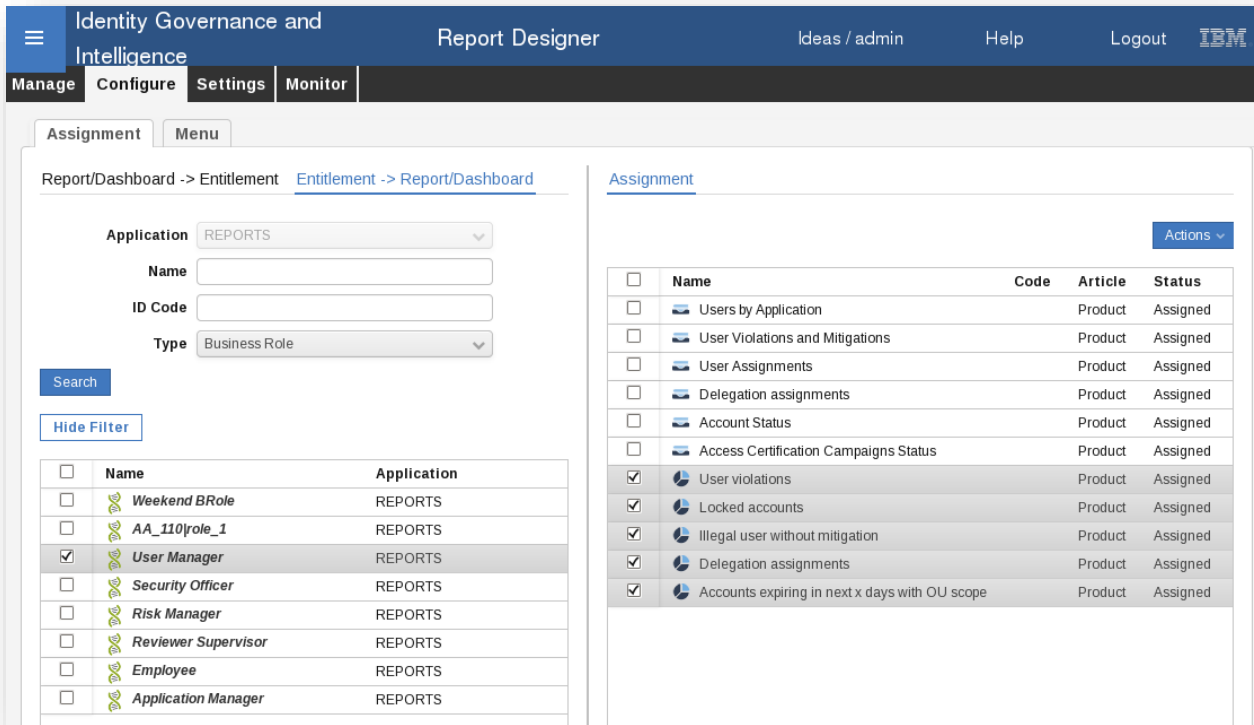 Identity Governance and
Intelligence
Report Designer
Ideas / admin
Help
Logout
IBM
Manage Configure Settings Monitor
Assignment Menu
Report/Dashboard -> Entitlement Entitlement -> Report/Dashboard
Application REPORTS
Name
ID Code
Type Business Role
Search
Hide Filter
Name Application
Weekend BRole REPORTS
AA_110|role_1 REPORTS
User Manager REPORTS
Security Officer REPORTS
Risk Manager REPORTS
Reviewer Supervisor REPORTS
Employee REPORTS
Application Manager REPORTS
Assignment
Actions
Name Code Article Status
Users by Application Product Assigned
User Violations and Mitigations Product Assigned
User Assignments Product Assigned
Delegation assignments Product Assigned
Account Status Product Assigned
Access Certification Campaigns Status Product Assigned
User violations Product Assigned
Locked accounts Product Assigned
Illegal user without mitigation Product Assigned
Delegation assignments Product Assigned
Accounts expiring in next x days with OU scope Product Assigned